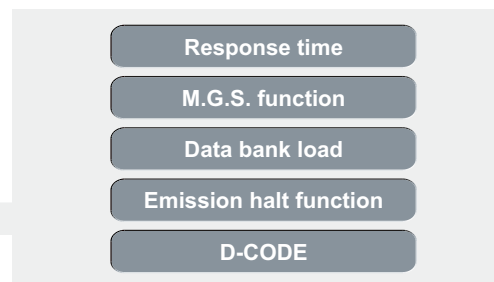 Response time
M.G.S. function
Data bank load
Emission halt function
D-CODE